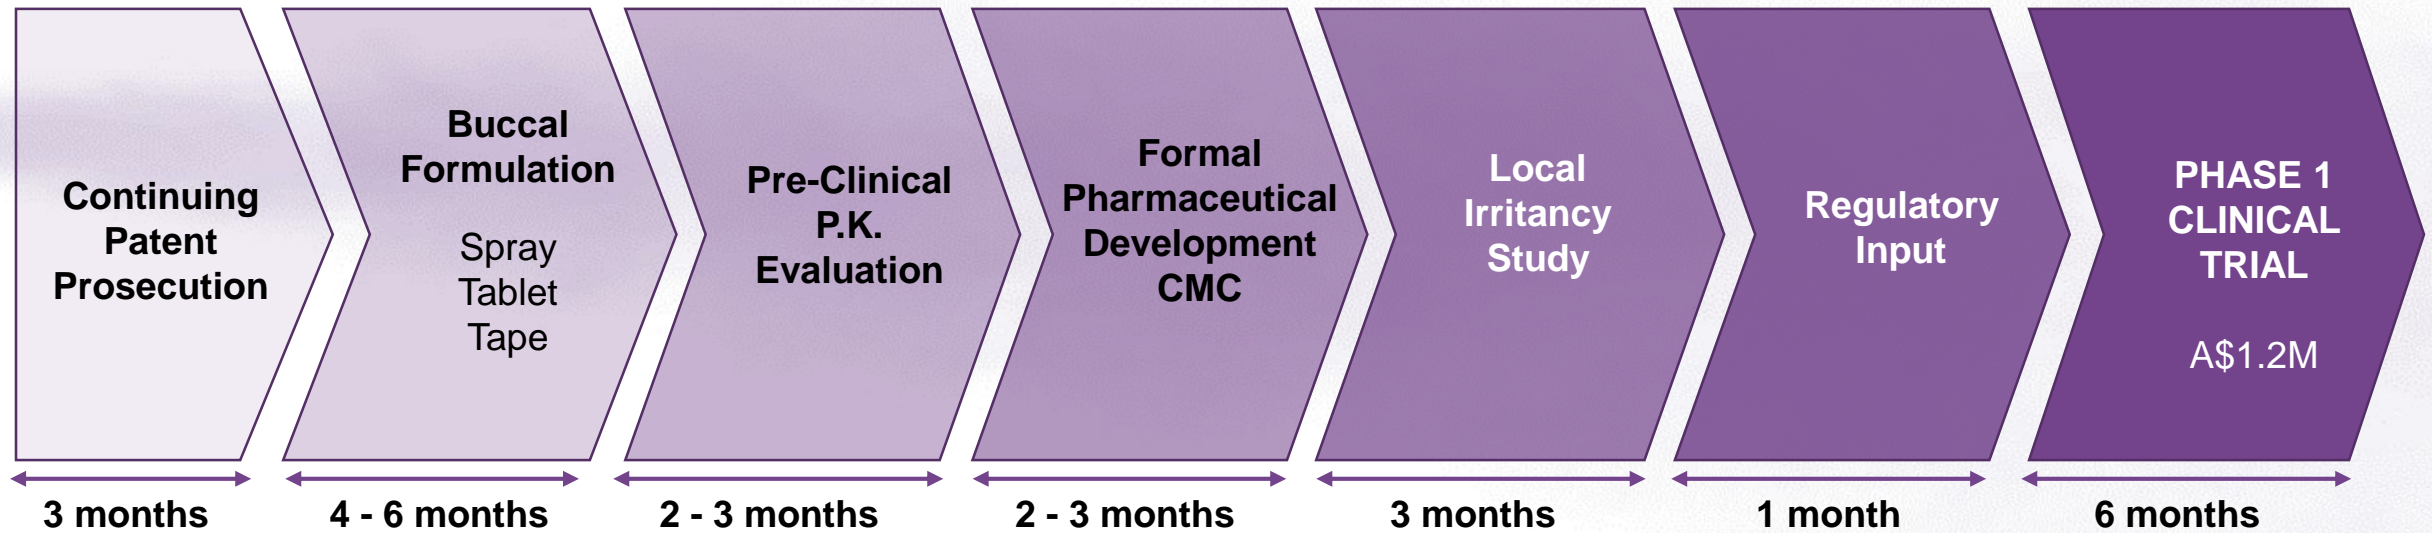 Continuing
Patent
Prosecution
Buccal
Formulation
Spray
Tablet
Tape
Pre-Clinical
P.K.
Evaluation
Formal
Pharmaceutical
Development
CMC
Local
Irritancy
Study
Regulatory
Input
PHASE 1
CLINICAL
TRIAL
A$1.2M
3 months
4 - 6 months
2 - 3 months
2 - 3 months
3 months
1 month
6 months